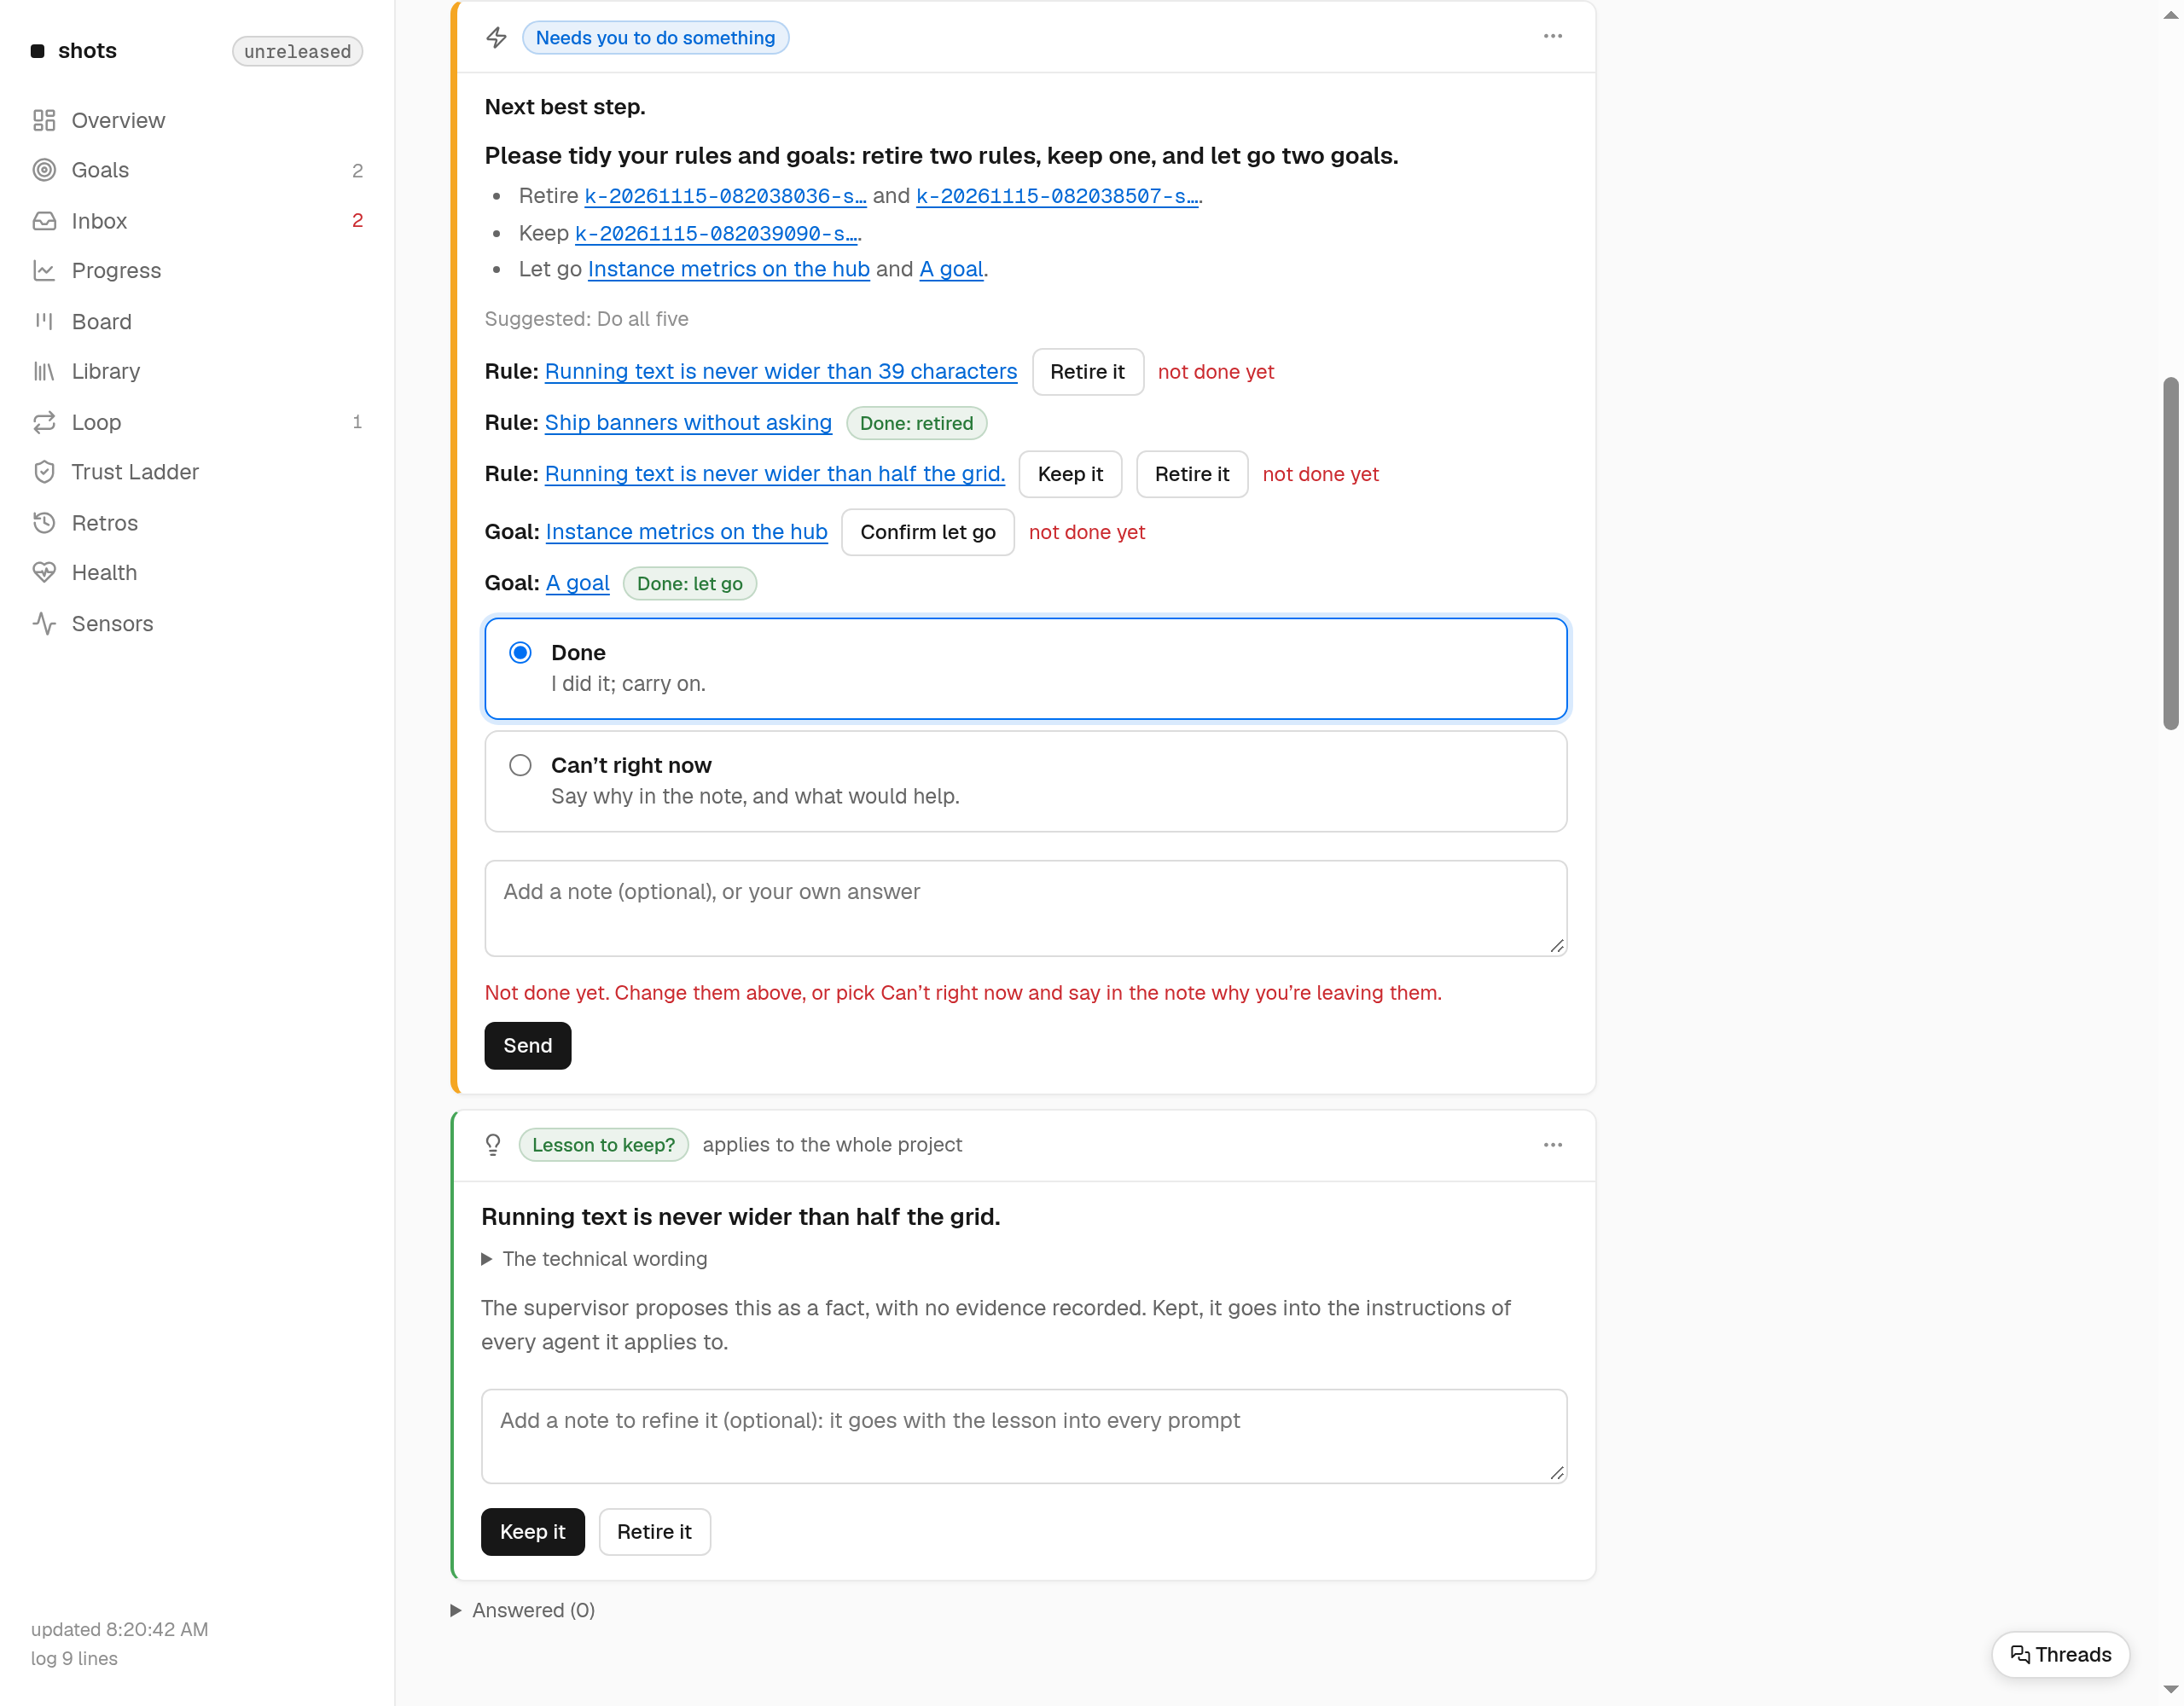 shots unreleased
Overview
Goals 2
Inbox 2
Progress
Board
Library
Loop 1
Trust Ladder
Retros
Health
Sensors
updated 8:20:42 AM
log 9 lines
Needs you to do something
Next best step.
Please tidy your rules and goals: retire two rules, keep one, and let go two goals.
• Retire k-20261115-082038036-s… and k-20261115-082038507-s….
• Keep k-20261115-082039090-s….
• Let go Instance metrics on the hub and A goal.
Suggested: Do all five
Rule: Running text is never wider than 39 characters Retire it not done yet
Rule: Ship banners without asking Done: retired
Rule: Running text is never wider than half the grid. Keep it Retire it not done yet
Goal: Instance metrics on the hub Confirm let go not done yet
Goal: A goal Done: let go
Done
I did it; carry on.
Can’t right now
Say why in the note, and what would help.
Add a note (optional), or your own answer
Not done yet. Change them above, or pick Can’t right now and say in the note why you’re leaving them.
Send
Lesson to keep? applies to the whole project
Running text is never wider than half the grid.
The technical wording
The supervisor proposes this as a fact, with no evidence recorded. Kept, it goes into the instructions of
every agent it applies to.
Add a note to refine it (optional): it goes with the lesson into every prompt
Keep it Retire it
Answered (0)
Threads